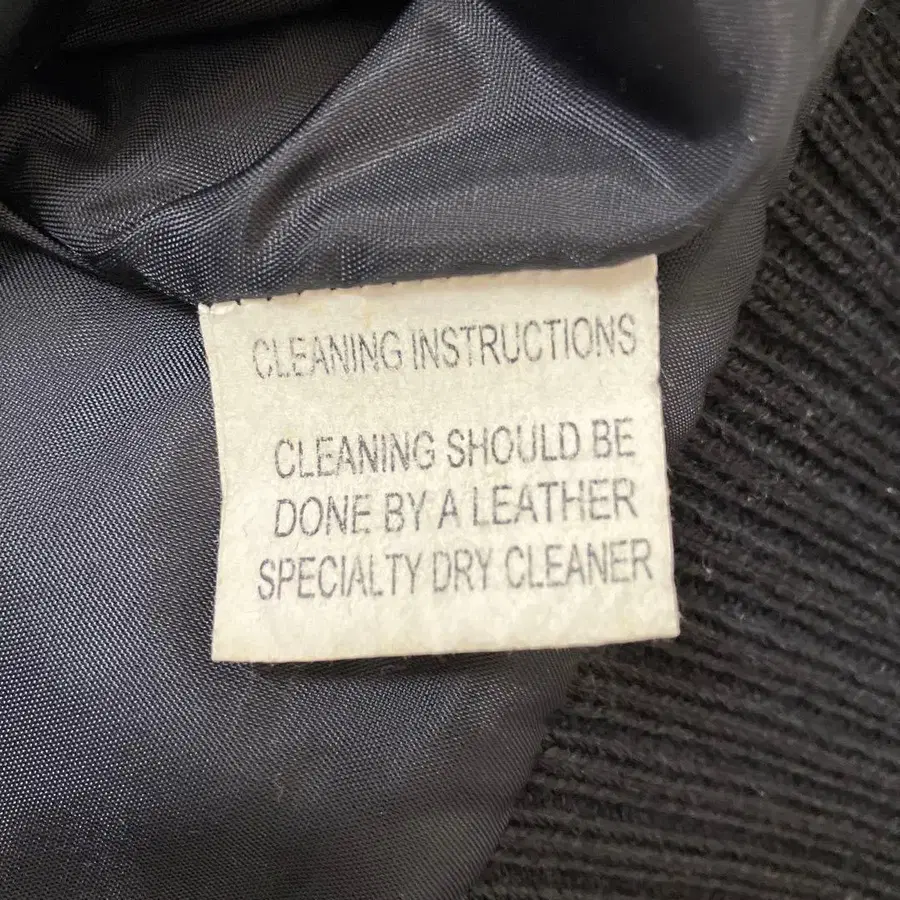 CLEANING INSTRUCTIONS
CLEANING SHOULD BE
DONE BY A LEATHER
SPECIALTY DRY CLEANER